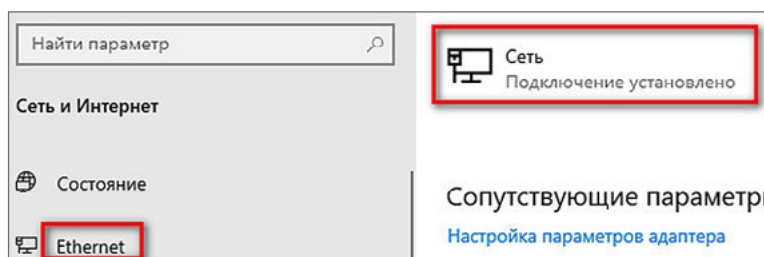 Найти параметр
Сеть и Интернет
Состояние
Ethernet
Сеть
Подключение установлено
Сопутствующие параметры
Настройка параметров адаптера